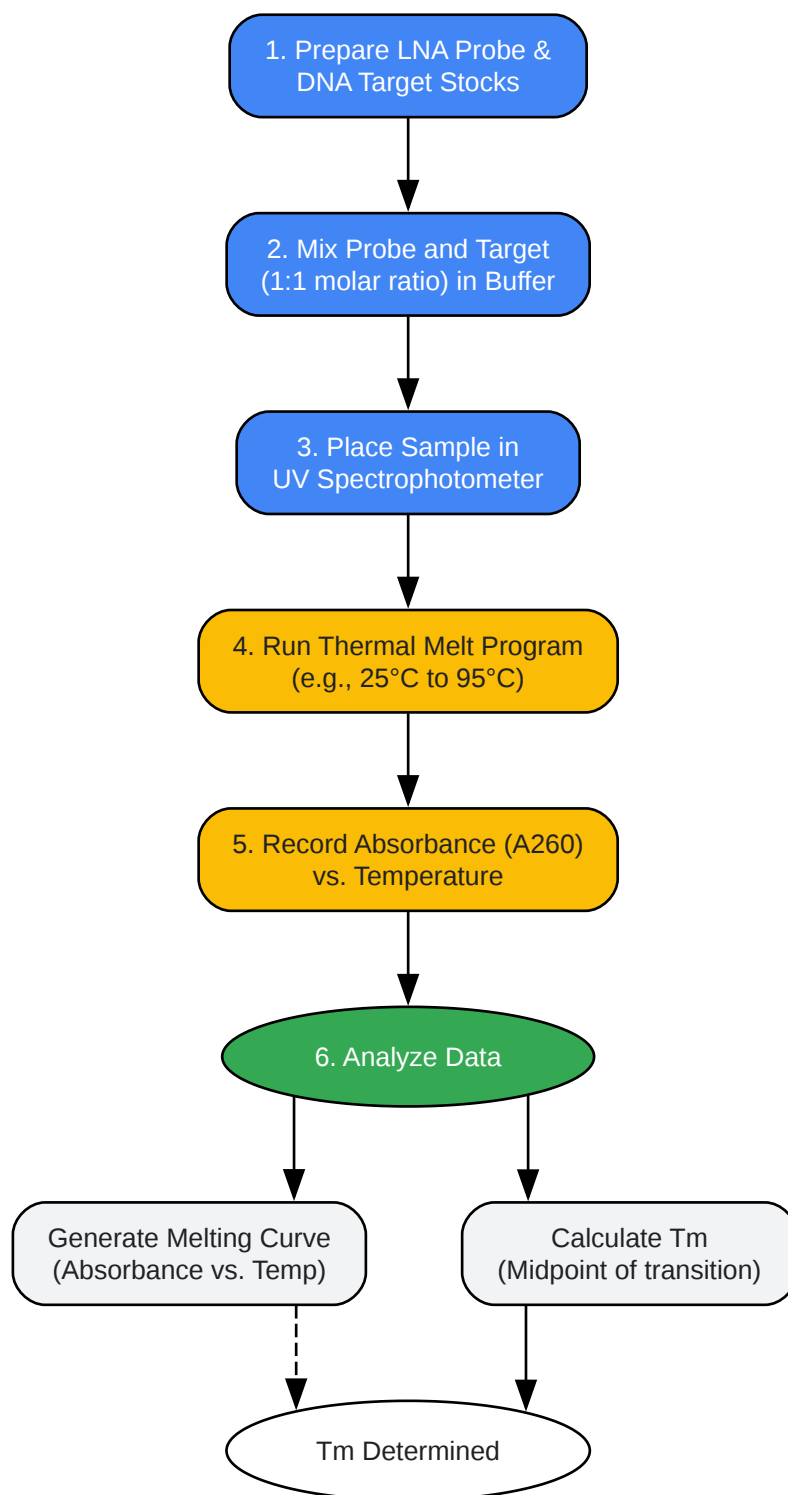 1. Prepare LNA Probe &
DNA Target Stocks
2. Mix Probe and Target
(1:1 molar ratio) in Buffer
3. Place Sample in
UV Spectrophotometer
4. Run Thermal Melt Program
(e.g., 25°C to 95°C)
5. Record Absorbance (A260)
vs. Temperature
6. Analyze Data
Generate Melting Curve
(Absorbance vs. Temp)
Calculate Tm
(Midpoint of transition)
Tm Determined